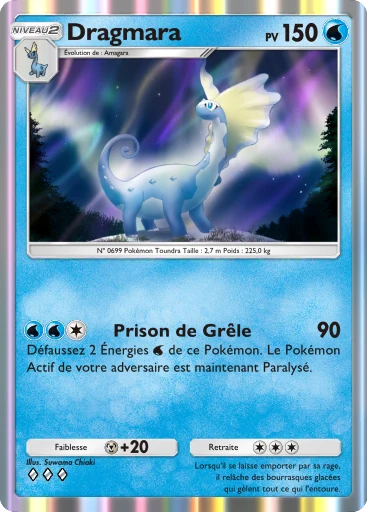 NIVEAU 2
Dragmara
PV 150
Évolution de : Amagara
N° 0699 Pokémon Toundra Taille : 2,7 m Poids : 225,0 kg
Prison de Grêle 90
Défaussez 2 Énergies de ce Pokémon. Le Pokémon
Actif de votre adversaire est maintenant Paralysé.
Faiblesse +20
Retraite
Illus. Suwama Chiaki
Lorsqu'il se laisse emporter par sa rage,
il relâche des bourrasques glacées
qui gèlent tout ce qui l'entoure.